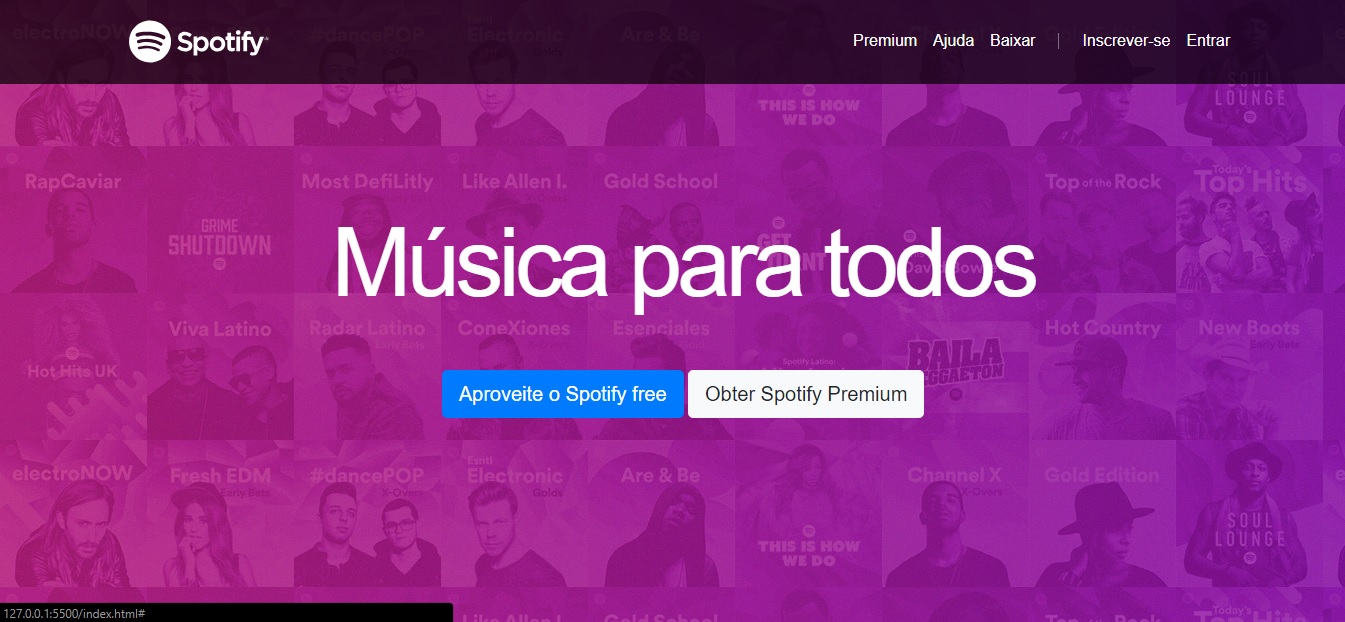 electroNOW
#dancePOP
Esntl
Electronic
Golds
Are & Be
Spotify
Premium Ajuda Baixar | Inscrever-se Entrar
THIS IS HOW
WE DO
SOUL
LOUNGE
RapCaviar
GRIME
SHUTDOWN
Most DefiLitly
Like Allen I.
X-Overs
Gold School
Top of the Rock
Today's
Top Hits
Música para todos
Hot Hits UK
Viva Latino
Radar Latino
Early Bets
ConeXiones
X-Overs
Esenciales
Gold
Spotify Latino:
BAILA
Hot Country
New Boots
Early Bets
Aproveite o Spotify free
Obter Spotify Premium
electroNOW
Fresh EDM
Early Bets
#dancePOP
X-Overs
Esntl
Electronic
Golds
Are & Be
THIS IS HOW
WE DO
Channel X
X-Overs
Gold Edition
SOUL
LOUNGE
127.0.0.1:5500/index.html#
Like Allen I.
Gold School
Top of the Rock
Today's
Top Hits